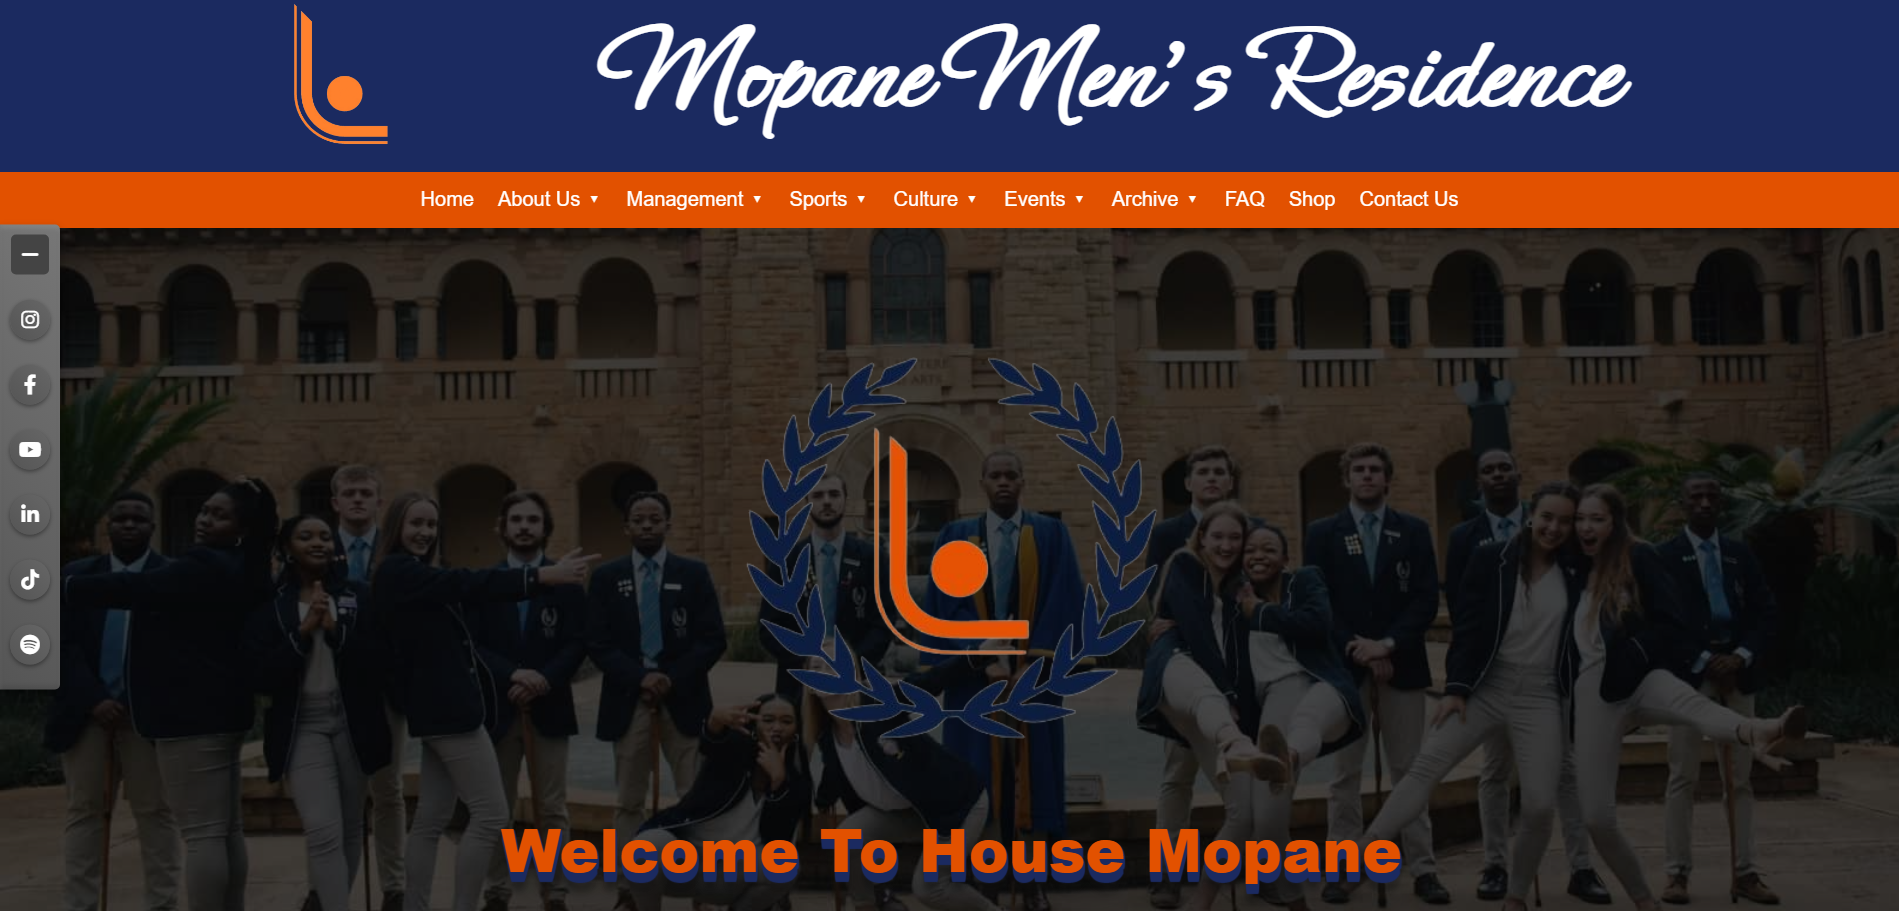 Mopane Men's Residence
Home About Us ▼ Management ▼ Sports ▼ Culture ▼ Events ▼ Archive ▼ FAQ Shop Contact Us
Welcome To House Mopane